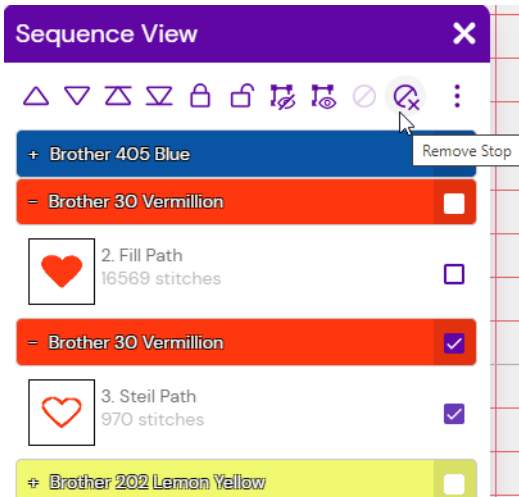 Sequence View
Remove Stop
+ Brother 405 Blue
- Brother 30 Vermillion
2. Fill Path
16569 stitches
- Brother 30 Vermillion
3. Steil Path
970 stitches
+ Brother 202 Lemon Yellow